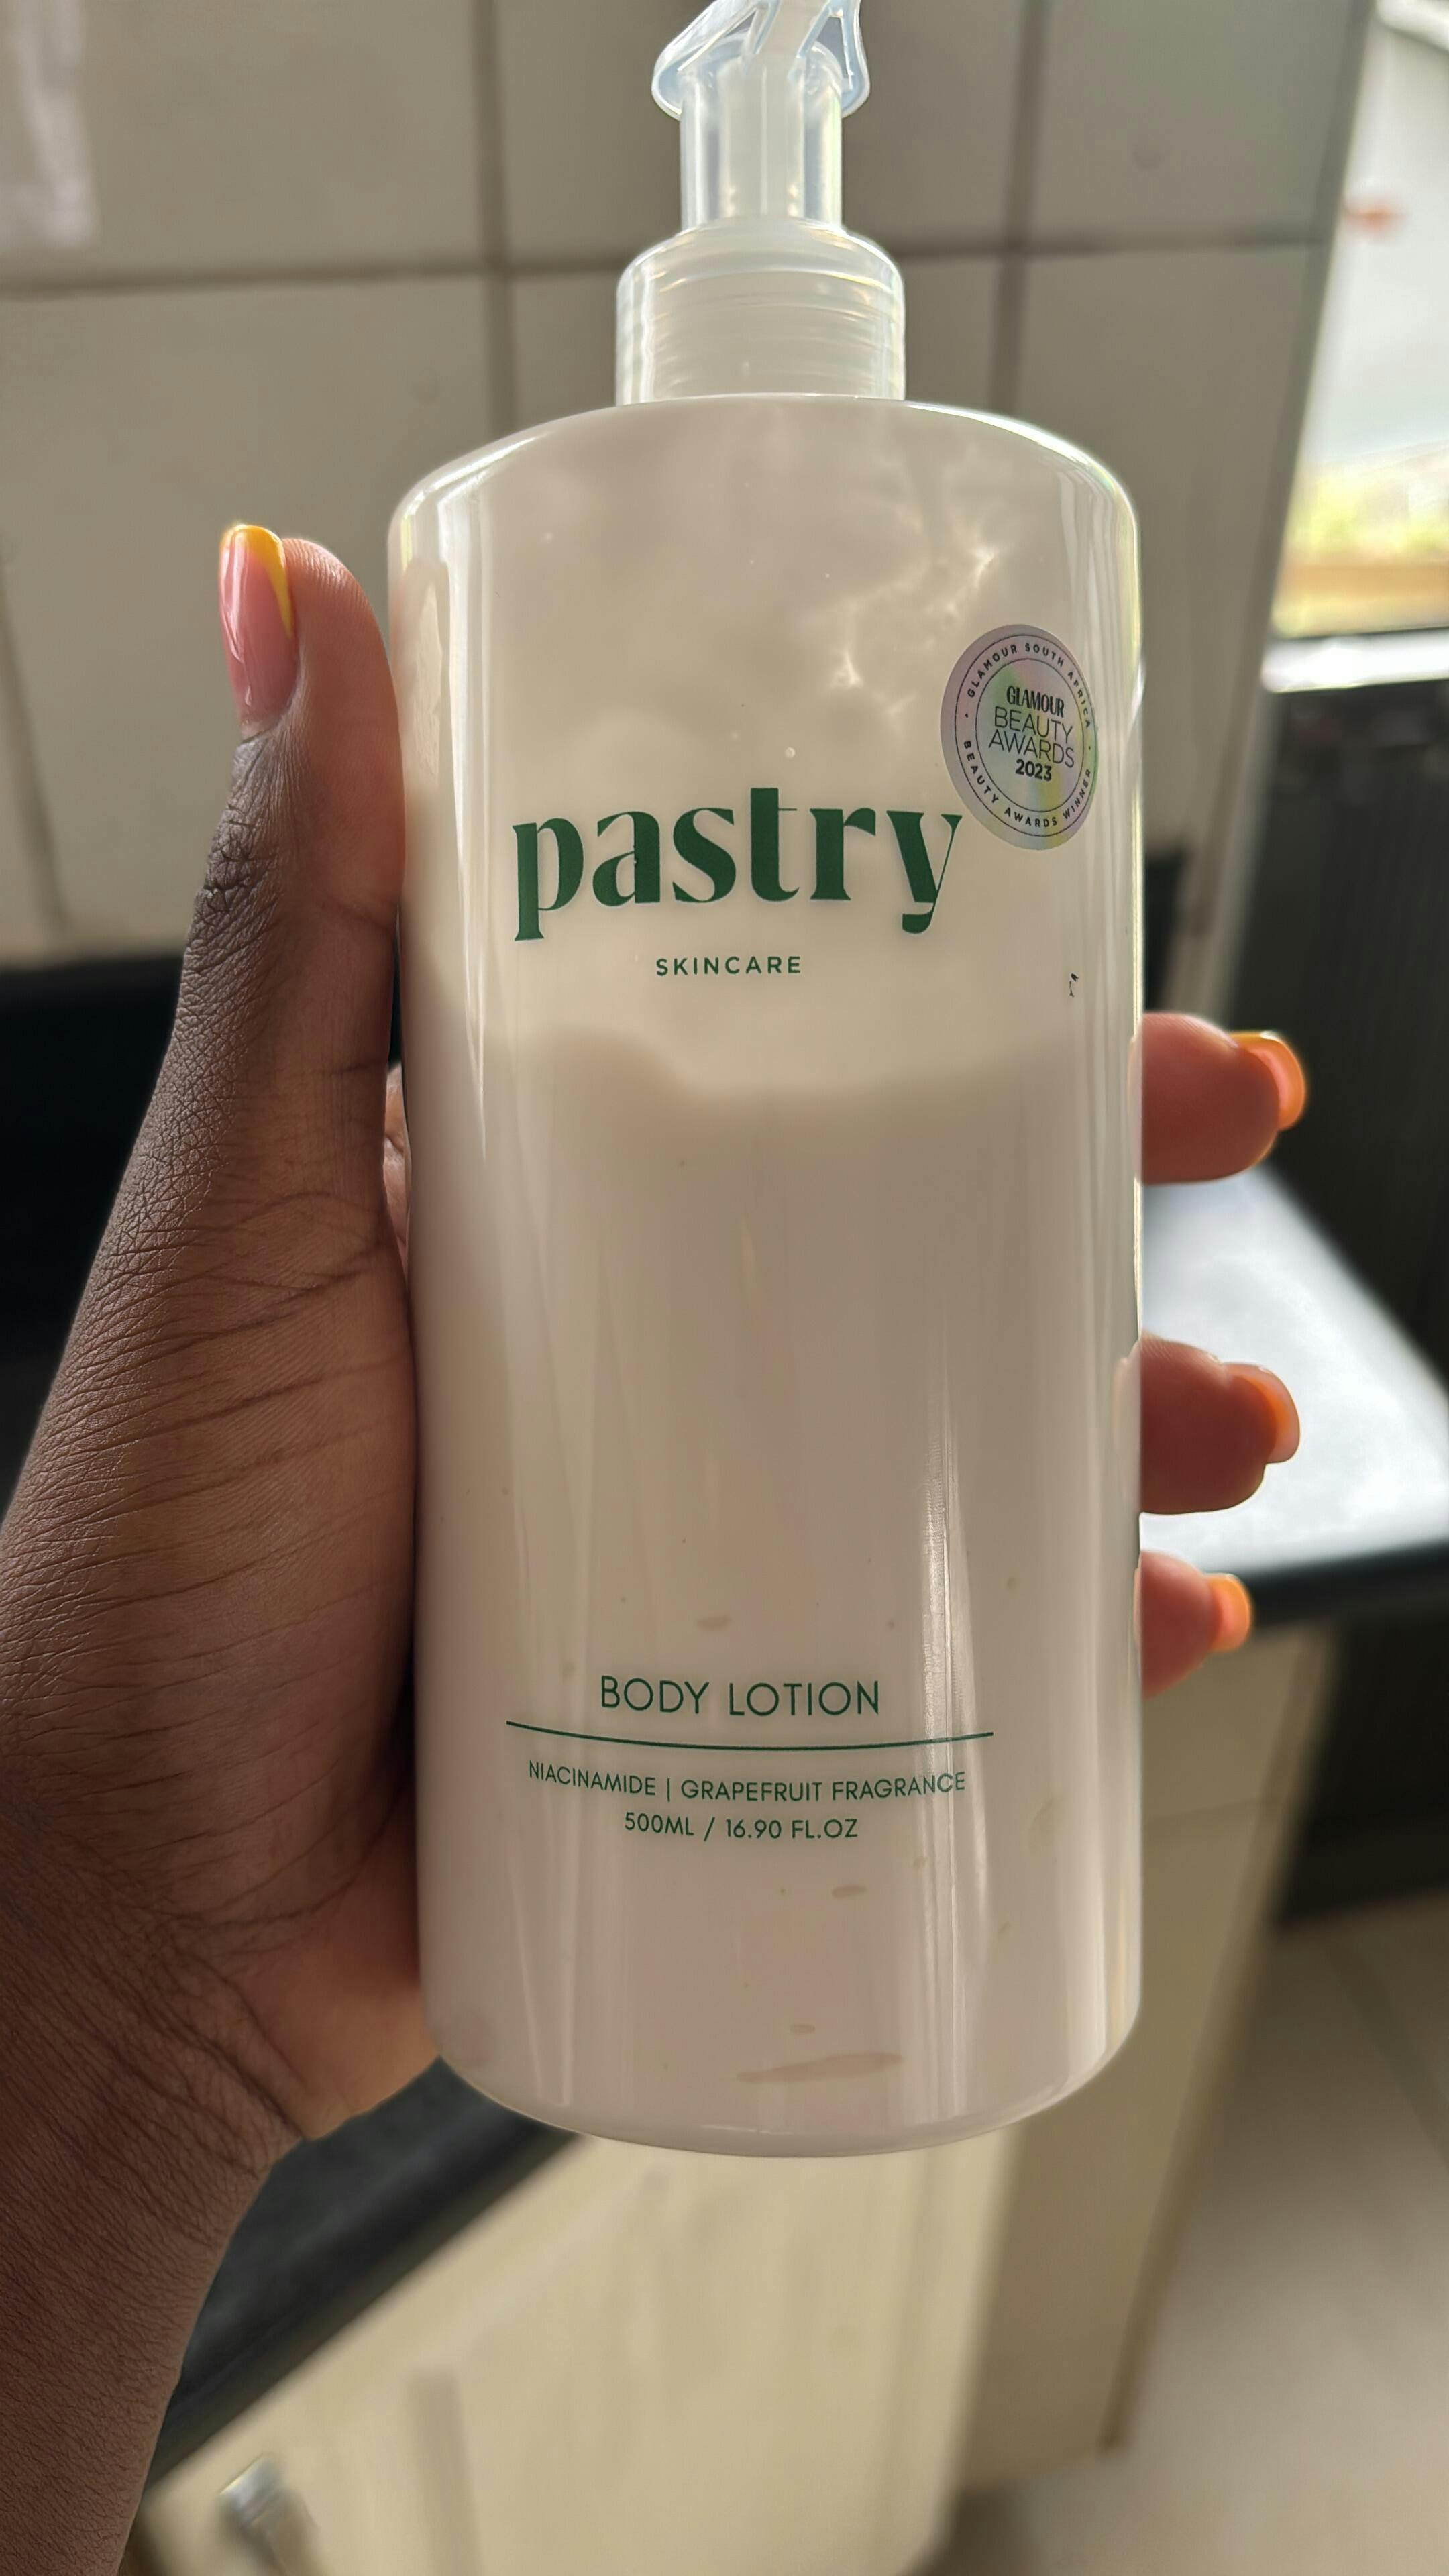 GLAMOUR SOUTH AFRICA
GLAMOUR
BEAUTY
AWARDS
2023
BEAUTY AWARDS WINNER
pastry
SKINCARE
BODY LOTION
NIACINAMIDE | GRAPEFRUIT FRAGRANCE
500ML / 16.90 FL.OZ